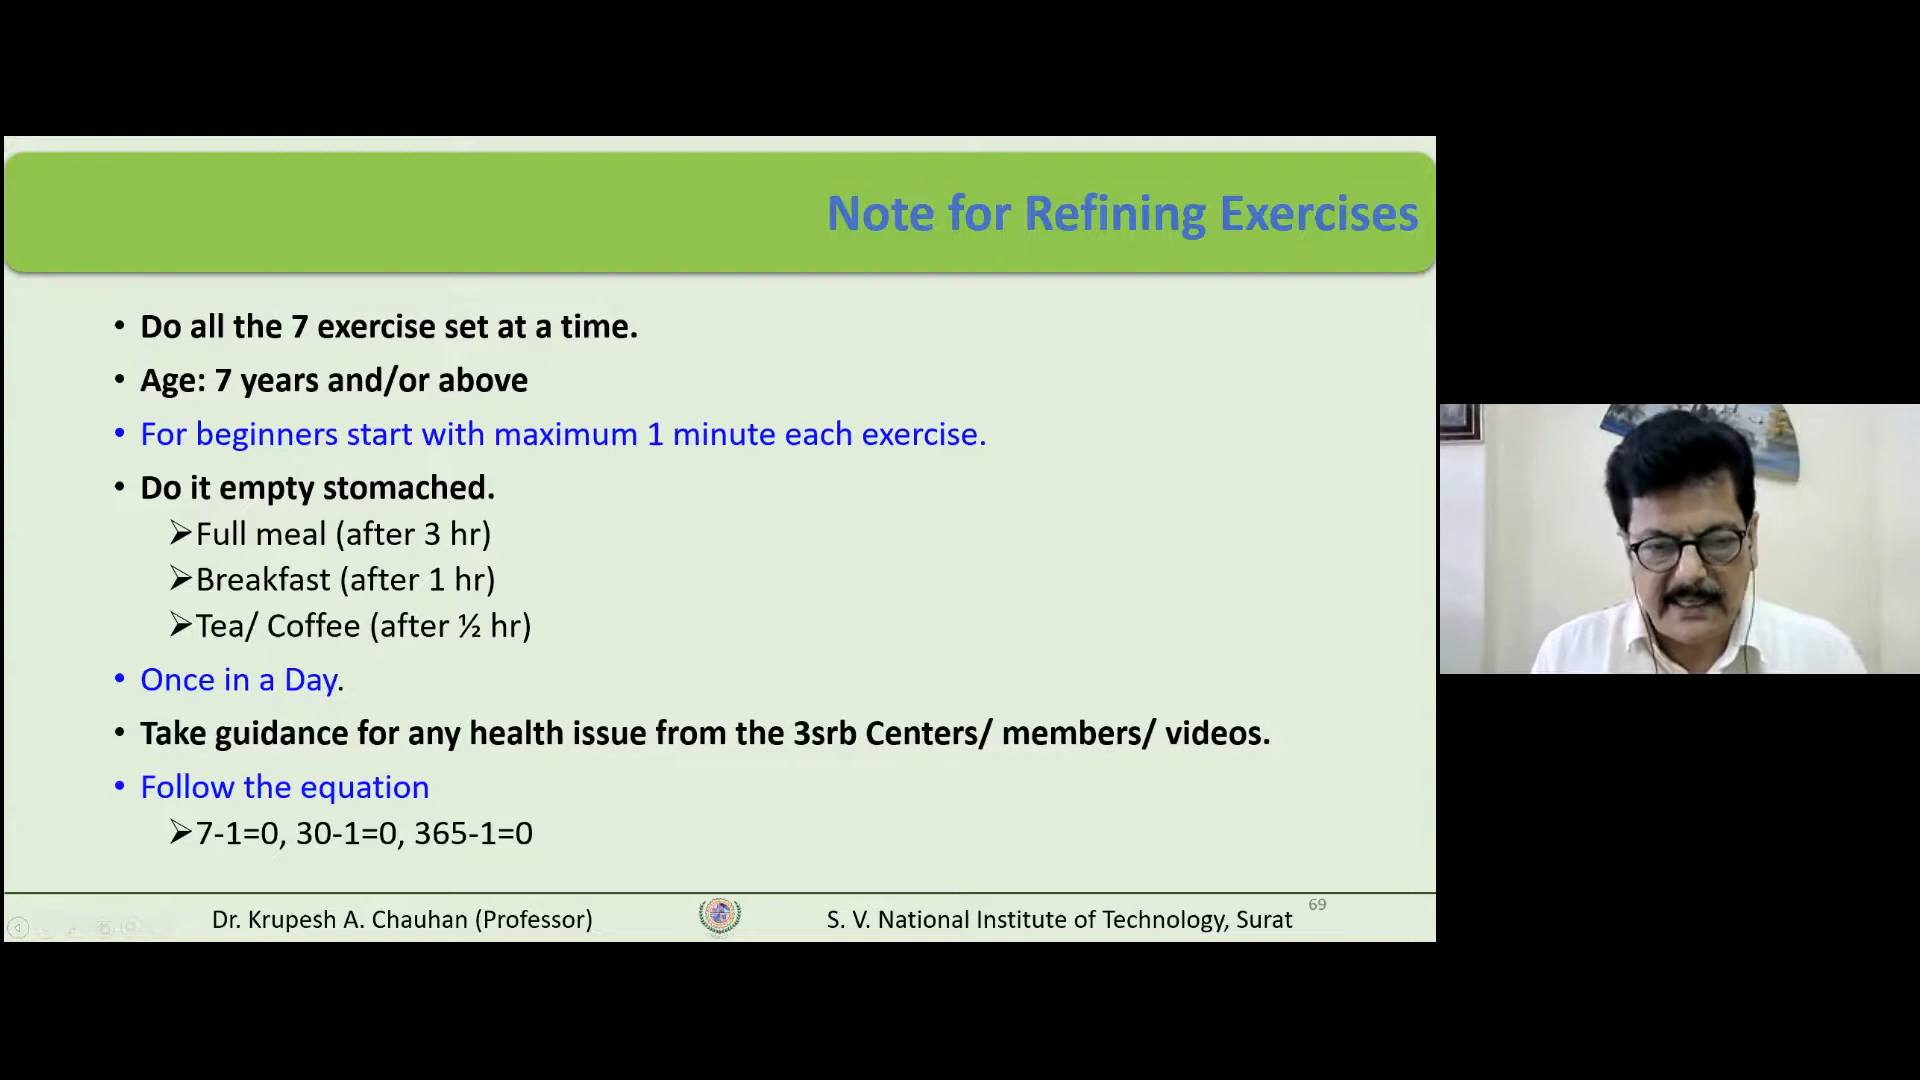 Note for Refining Exercises
• Do all the 7 exercise set at a time.
• Age: 7 years and/or above
• For beginners start with maximum 1 minute each exercise.
• Do it empty stomached.
➢Full meal (after 3 hr)
➢Breakfast (after 1 hr)
➢Tea/ Coffee (after ½ hr)
• Once in a Day.
• Take guidance for any health issue from the 3srb Centers/ members/ videos.
• Follow the equation
➢7-1=0, 30-1=0, 365-1=0
Dr. Krupesh A. Chauhan (Professor)
S. V. National Institute of Technology, Surat
69